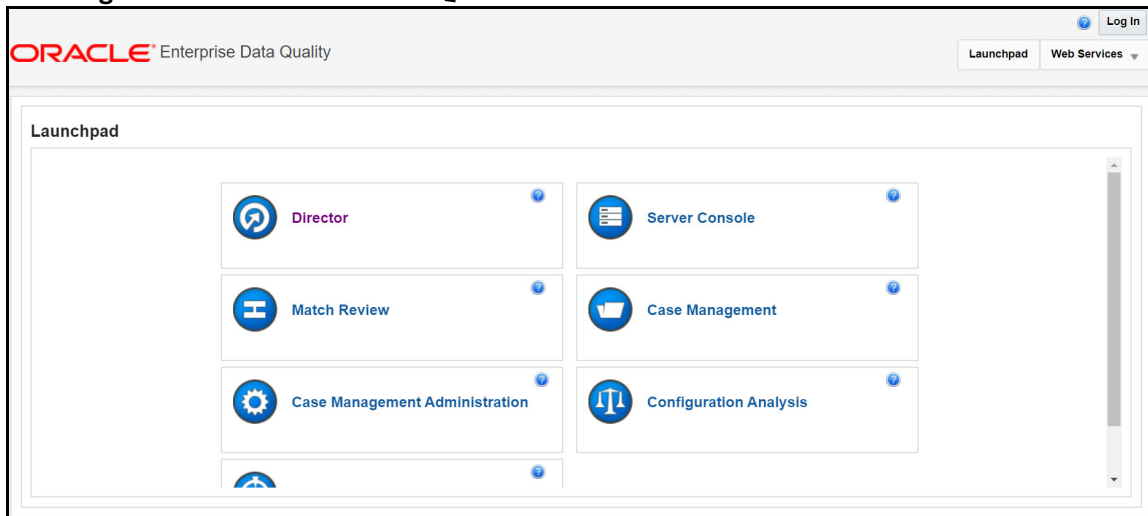 Log In
ORACLE Enterprise Data Quality
Launchpad Web Services
Launchpad
Director
Server Console
Match Review
Case Management
Case Management Administration
Configuration Analysis